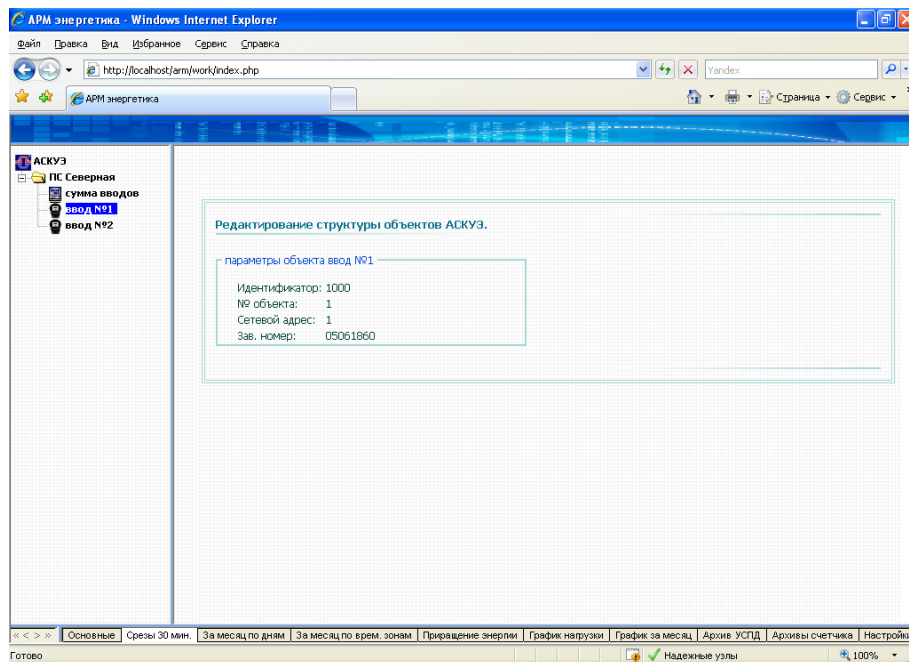 АРМ энергетика - Windows Internet Explorer
Файл Правка Вид Избранное Сервис Справка
http://localhost/arm/work/index.php
Yandex
АРМ энергетика
Страница
Сервис
АСКУЭ
ПС Северная
сумма вводов
ввод №1
ввод №2
Редактирование структуры объектов АСКУЭ.
параметры объекта ввод №1
Идентификатор: 1000
№ объекта: 1
Сетевой адрес: 1
Зав. номер: 05061860
« < > » Основные Срезы 30 мин. За месяц по дням За месяц по врем. зонам Приращение энергии График нагрузки График за месяц Архив УСПД Архивы счетчика Настройки
Готово Надежные узлы 100%